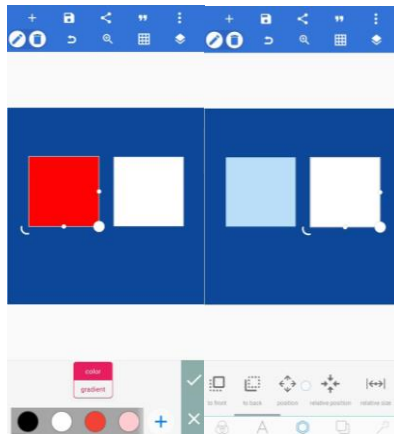 color
gradient
to front to back position relative position relative size